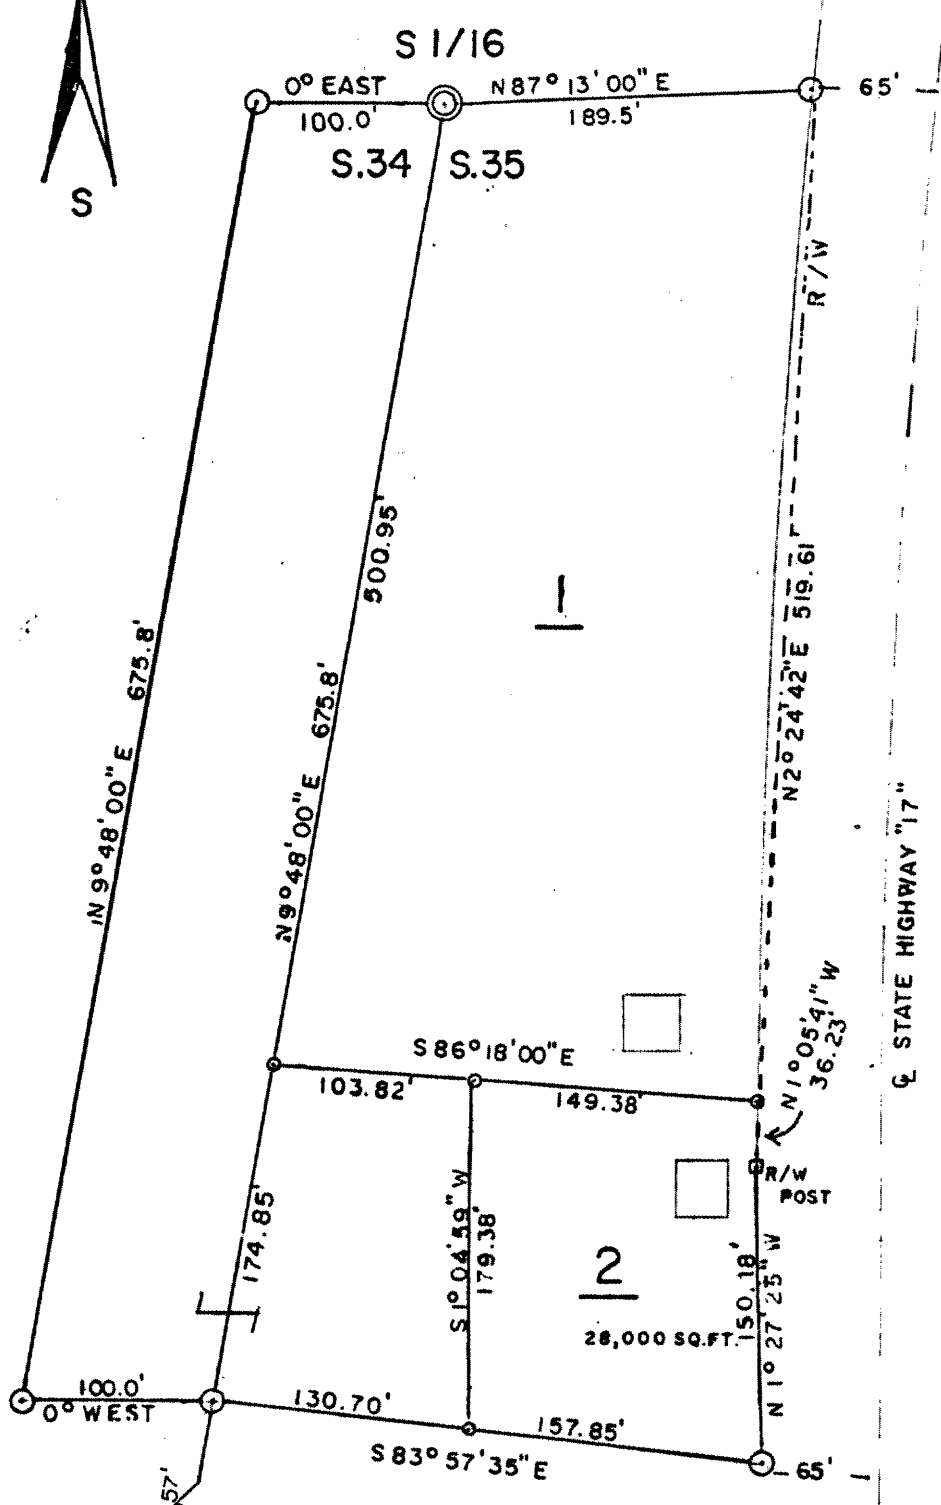 S 1/16
0° EAST
N 87° 13' 00" E
65'
100.0'
189.5'
S.34
S.35
S
R/W
500.95'
1
N2° 24' 42" E 519.61'
675.8'
675.8'
N 9° 48' 00" E
N 9° 48' 00" E
℄ STATE HIGHWAY "17"
N 1° 05' 41" W
36.23'
S 86° 18' 00" E
103.82'
149.38'
R/W
POST
174.85'
S 1° 04' 59" W
179.38'
2
28,000 SQ.FT.
150.18'
N 1° 27' 25" W
100.0'
0° WEST
130.70'
157.85'
S 83° 57' 35" E
65'
57'